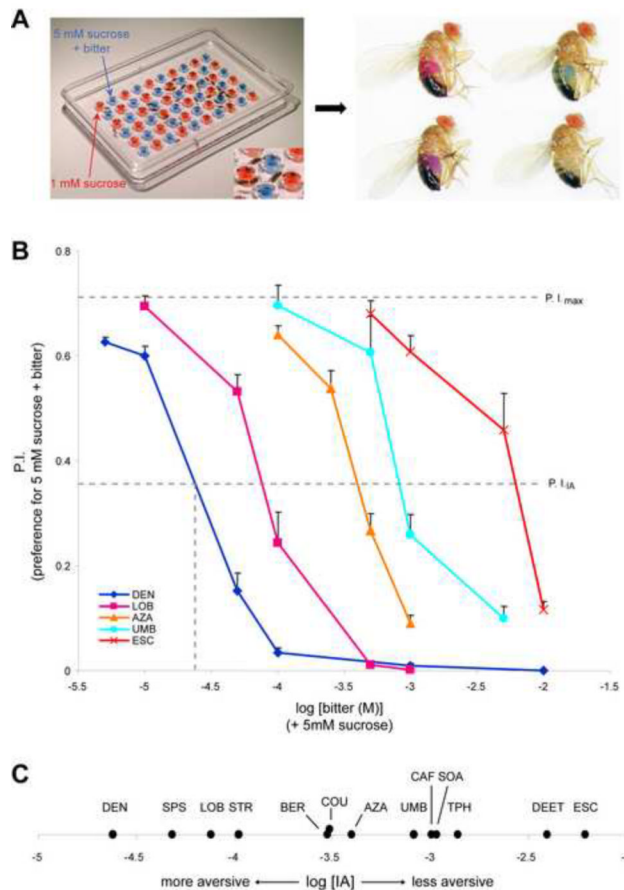 A
5 mM sucrose
+ bitter
1 mM sucrose
B
0.8
0.6
0.4
0.2
0
P.I.
(preference for 5 mM sucrose + bitter)
P. I.max
P. I.IA
DEN
LOB
AZA
UMB
ESC
-5.5 -5 -4.5 -4 -3.5 -3 -2.5 -2 -1.5
log [bitter (M)]
(+ 5mM sucrose)
C
CAF SOA
DEN SPS LOB STR BER COU AZA UMB TPH DEET ESC
-5 -4.5 -4 -3.5 -3 -2.5 -2
more aversive log [IA] less aversive